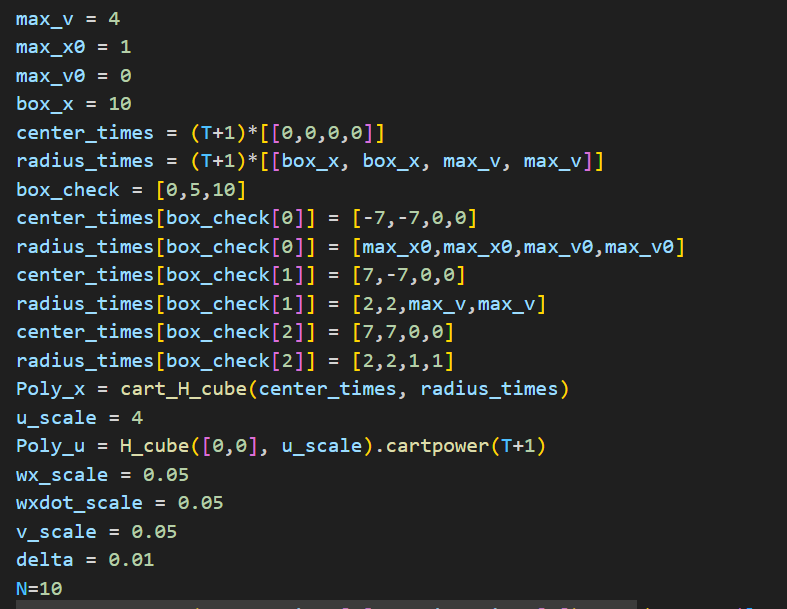 max_v = 4
max_x0 = 1
max_v0 = 0
box_x = 10
center_times = (T+1)*[[0,0,0,0]]
radius_times = (T+1)*[[box_x, box_x, max_v, max_v]]
box_check = [0,5,10]
center_times[box_check[0]] = [-7,-7,0,0]
radius_times[box_check[0]] = [max_x0,max_x0,max_v0,max_v0]
center_times[box_check[1]] = [7,-7,0,0]
radius_times[box_check[1]] = [2,2,max_v,max_v]
center_times[box_check[2]] = [7,7,0,0]
radius_times[box_check[2]] = [2,2,1,1]
Poly_x = cart_H_cube(center_times, radius_times)
u_scale = 4
Poly_u = H_cube([0,0], u_scale).cartpower(T+1)
wx_scale = 0.05
wxdot_scale = 0.05
v_scale = 0.05
delta = 0.01
N=10